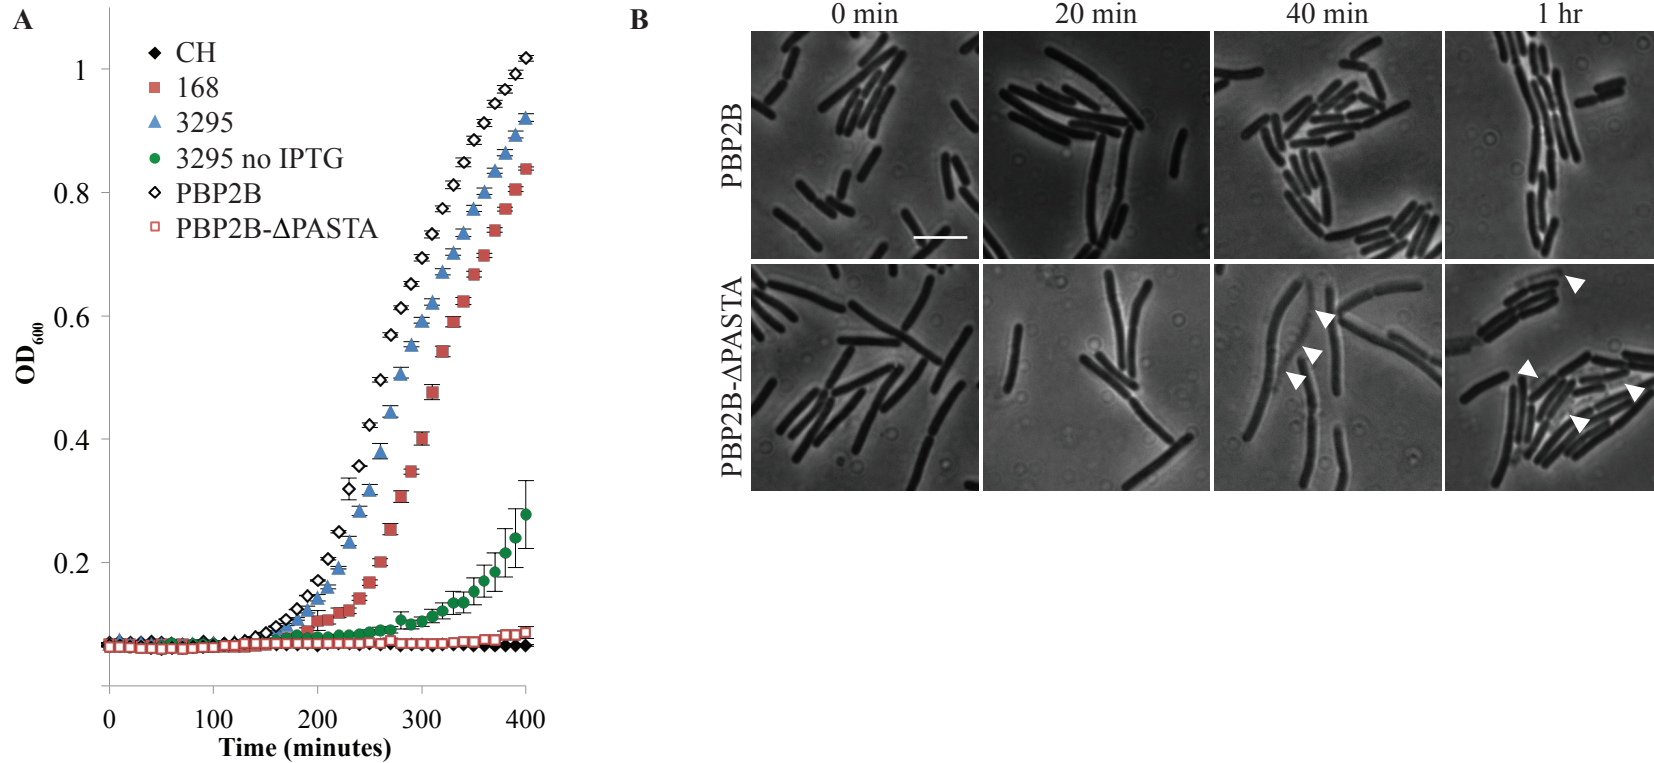 A
CH
168
3295
3295 no IPTG
PBP2B
PBP2B-ΔPASTA
1
0.8
0.6
0.4
0.2
OD600
0 100 200 300 400
Time (minutes)
B
0 min 20 min 40 min 1 hr
PBP2B
PBP2B-ΔPASTA